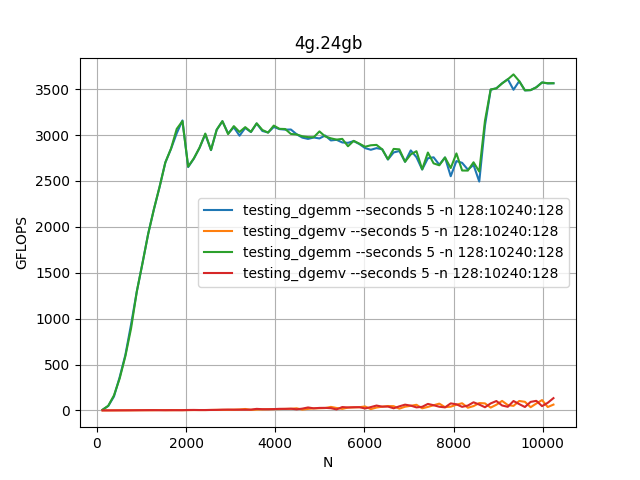 4g.24gb
3500
3000
2500
2000
1500
1000
500
0
GFLOPS
testing_dgemm --seconds 5 -n 128:10240:128
testing_dgemv --seconds 5 -n 128:10240:128
testing_dgemm --seconds 5 -n 128:10240:128
testing_dgemv --seconds 5 -n 128:10240:128
0 2000 4000 6000 8000 10000
N